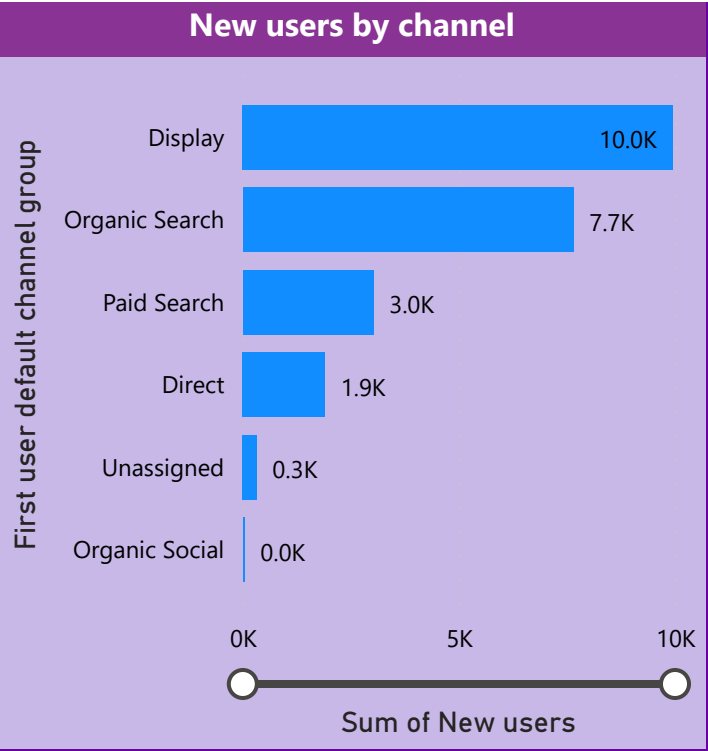 New users by channel
First user default channel group
Display
10.0K
Organic Search
7.7K
Paid Search
3.0K
Direct
1.9K
Unassigned
0.3K
Organic Social
0.0K
0K 5K 10K
Sum of New users